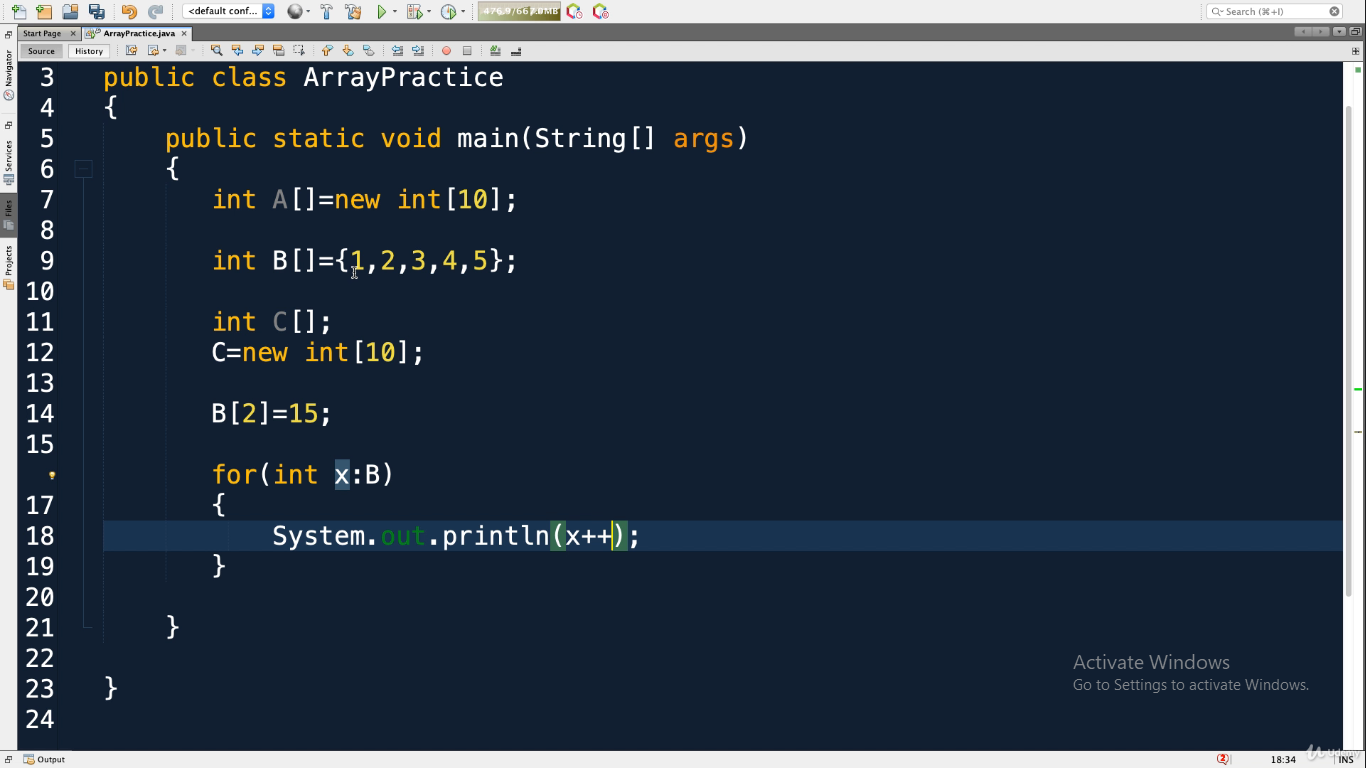 <default conf...
476.9/667.0MB
Search (⌘+I)
Start Page
ArrayPractice.java
Source History
Navigator
Services
Files
Projects
3 public class ArrayPractice
4 {
5 public static void main(String[] args)
6 {
7 int A[]=new int[10];
8
9 int B[]={1,2,3,4,5};
10
11 int C[];
12 C=new int[10];
13
14 B[2]=15;
15
for(int x:B)
17 {
18 System.out.println(x++);
19 }
20
21 }
22
23 }
24
Activate Windows
Go to Settings to activate Windows.
Udemy
Output
2
18:34
INS